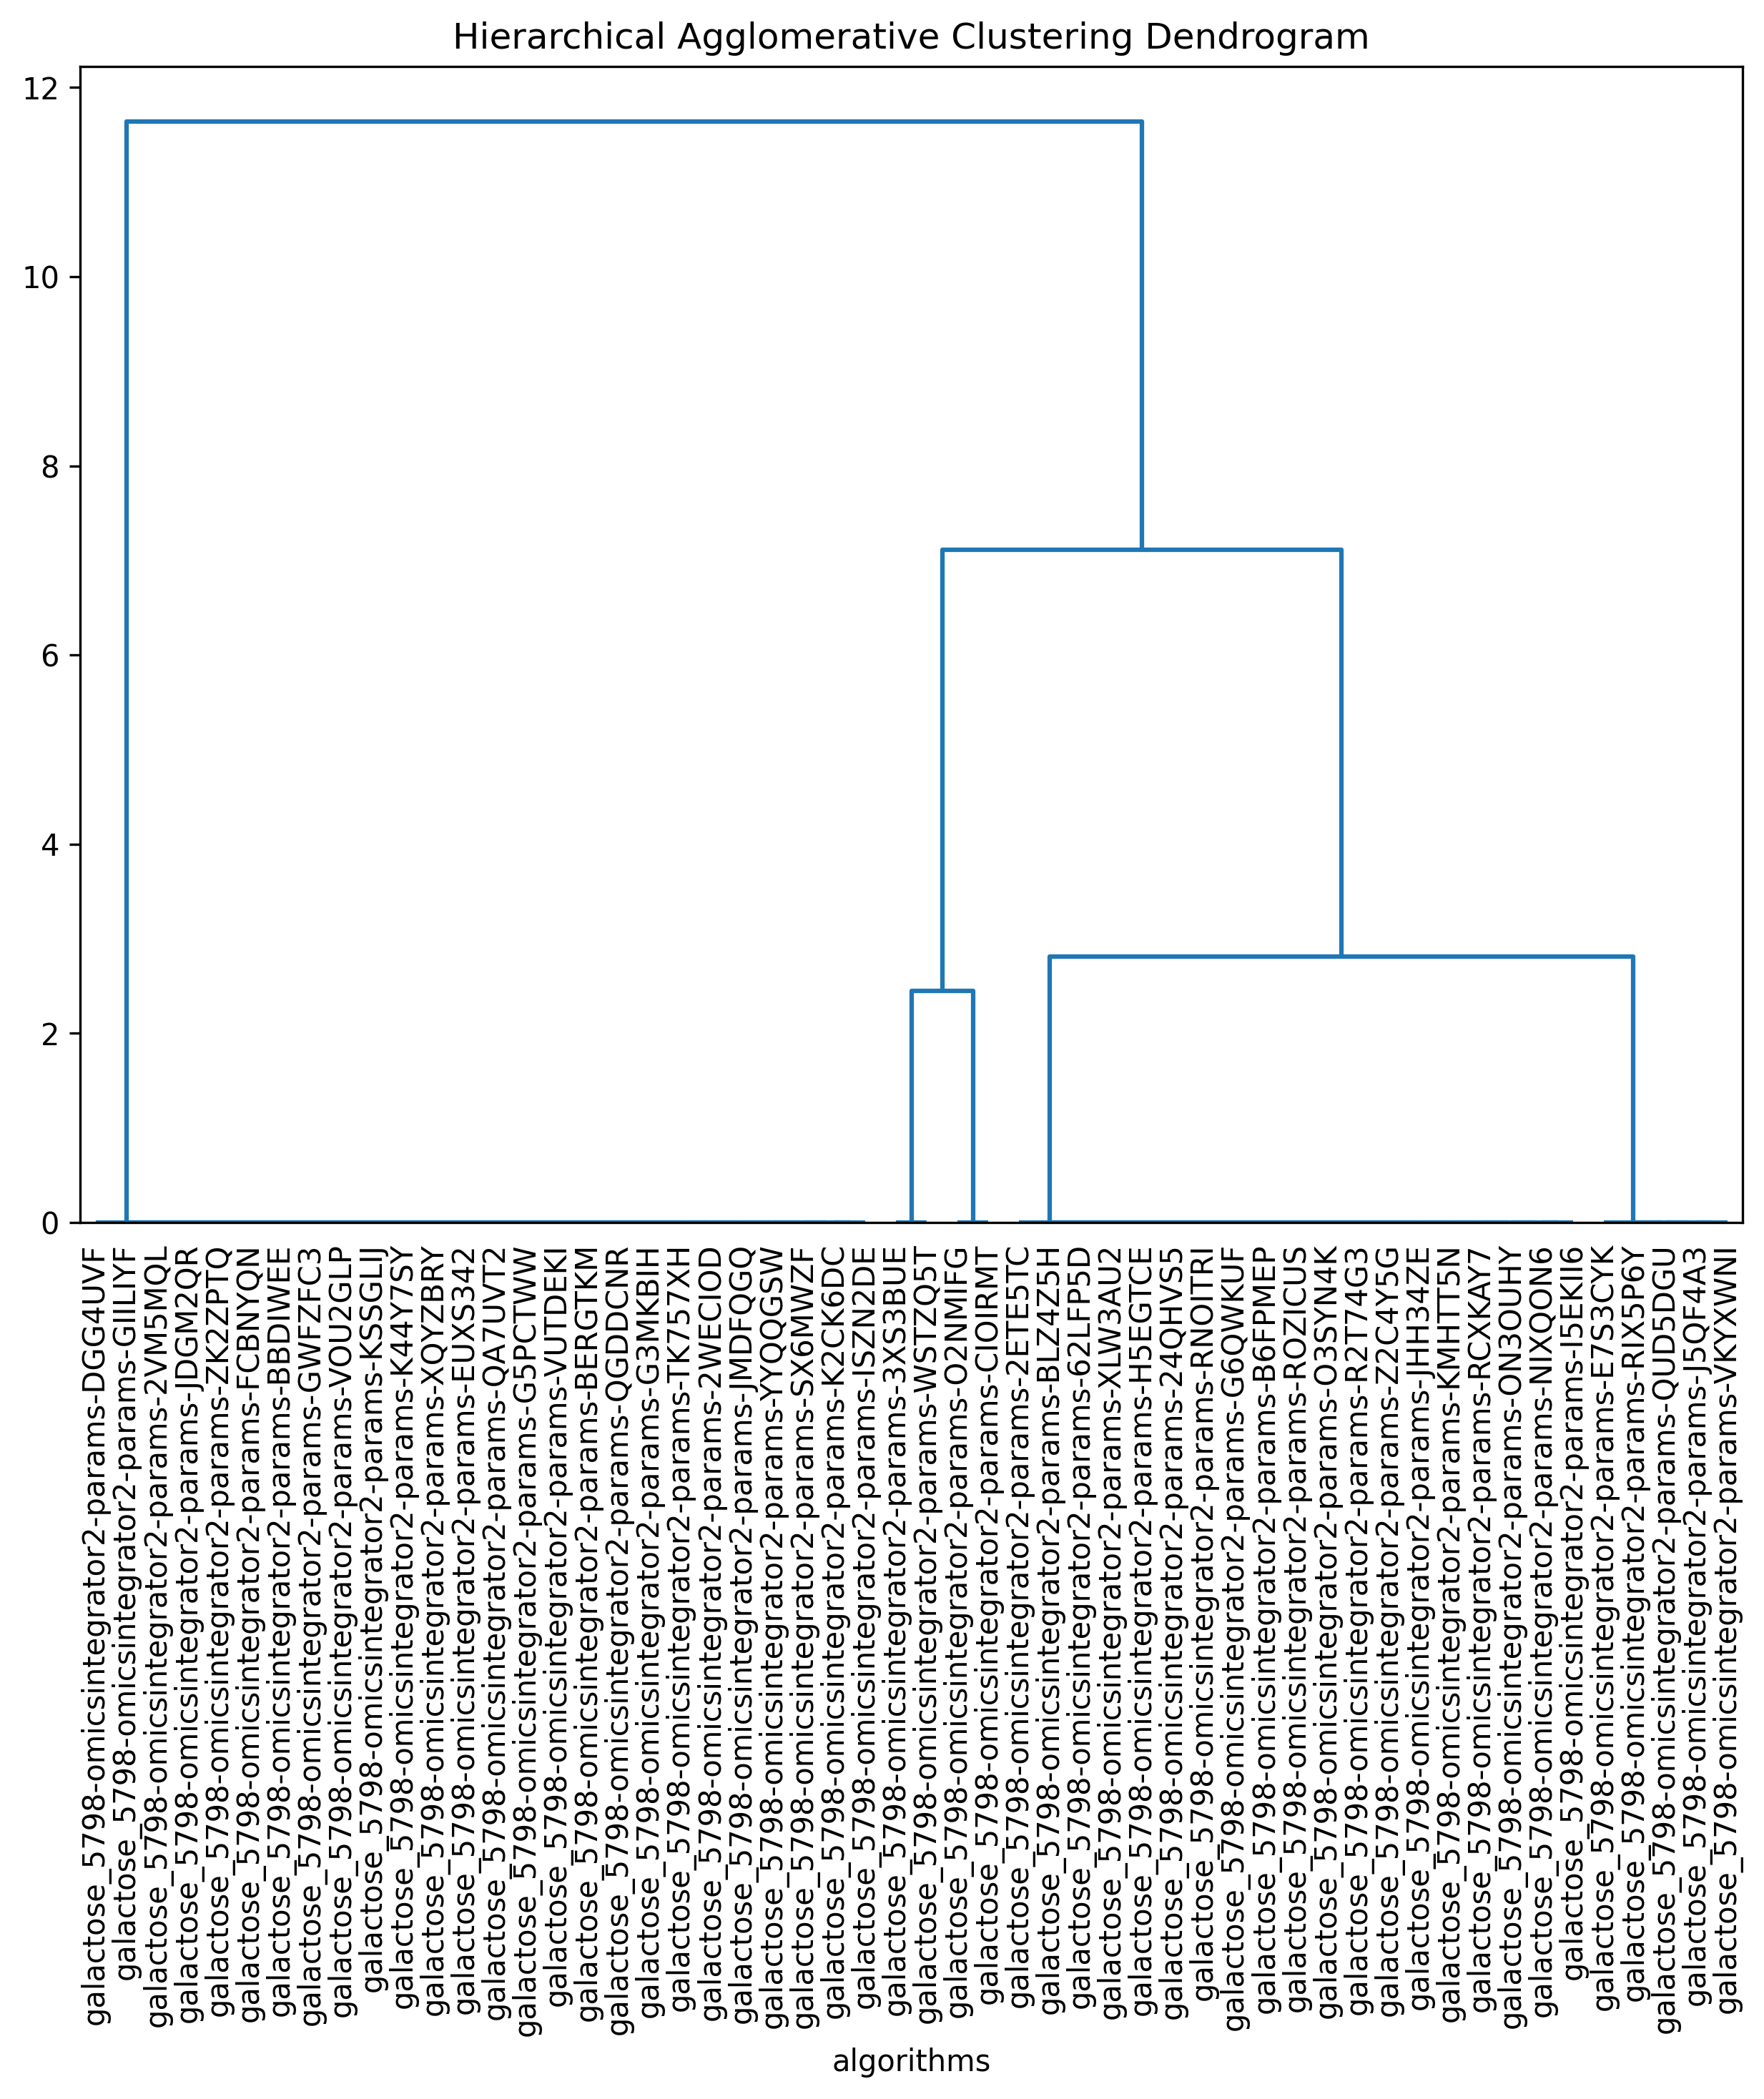 Hierarchical Agglomerative Clustering Dendrogram
12
10
8
6
4
2
0
galactose_5798-omicsintegrator2-params-DGG4UVF
galactose_5798-omicsintegrator2-params-GIILIYF
galactose_5798-omicsintegrator2-params-2VM5MQL
galactose_5798-omicsintegrator2-params-JDGM2QR
galactose_5798-omicsintegrator2-params-ZK2ZPTQ
galactose_5798-omicsintegrator2-params-FCBNYQN
galactose_5798-omicsintegrator2-params-BBDIWEE
galactose_5798-omicsintegrator2-params-GWFZFC3
galactose_5798-omicsintegrator2-params-VOU2GLP
galactose_5798-omicsintegrator2-params-KSSGLIJ
galactose_5798-omicsintegrator2-params-K44Y7SY
galactose_5798-omicsintegrator2-params-XQYZBRY
galactose_5798-omicsintegrator2-params-EUXS342
galactose_5798-omicsintegrator2-params-QA7UVT2
galactose_5798-omicsintegrator2-params-G5PCTWW
galactose_5798-omicsintegrator2-params-VUTDEKI
galactose_5798-omicsintegrator2-params-BERGTKM
galactose_5798-omicsintegrator2-params-QGDDCNR
galactose_5798-omicsintegrator2-params-G3MKBIH
galactose_5798-omicsintegrator2-params-TK757XH
galactose_5798-omicsintegrator2-params-2WECIOD
galactose_5798-omicsintegrator2-params-JMDFQGQ
galactose_5798-omicsintegrator2-params-YYQQGSW
galactose_5798-omicsintegrator2-params-SX6MWZF
galactose_5798-omicsintegrator2-params-K2CK6DC
galactose_5798-omicsintegrator2-params-ISZN2DE
galactose_5798-omicsintegrator2-params-3XS3BUE
galactose_5798-omicsintegrator2-params-WSTZQ5T
galactose_5798-omicsintegrator2-params-O2NMIFG
galactose_5798-omicsintegrator2-params-CIOIRMT
galactose_5798-omicsintegrator2-params-2ETE5TC
galactose_5798-omicsintegrator2-params-BLZ4Z5H
galactose_5798-omicsintegrator2-params-62LFP5D
galactose_5798-omicsintegrator2-params-XLW3AU2
galactose_5798-omicsintegrator2-params-H5EGTCE
galactose_5798-omicsintegrator2-params-24QHVS5
galactose_5798-omicsintegrator2-params-RNOITRI
galactose_5798-omicsintegrator2-params-G6QWKUF
galactose_5798-omicsintegrator2-params-B6FPMEP
galactose_5798-omicsintegrator2-params-ROZICUS
galactose_5798-omicsintegrator2-params-O3SYN4K
galactose_5798-omicsintegrator2-params-R2T74G3
galactose_5798-omicsintegrator2-params-Z2C4Y5G
galactose_5798-omicsintegrator2-params-JHH34ZE
galactose_5798-omicsintegrator2-params-KMHTT5N
galactose_5798-omicsintegrator2-params-RCXKAY7
galactose_5798-omicsintegrator2-params-ON3OUHY
galactose_5798-omicsintegrator2-params-NIXQON6
galactose_5798-omicsintegrator2-params-I5EKII6
galactose_5798-omicsintegrator2-params-E7S3CYK
galactose_5798-omicsintegrator2-params-RIX5P6Y
galactose_5798-omicsintegrator2-params-QUD5DGU
galactose_5798-omicsintegrator2-params-J5QF4A3
galactose_5798-omicsintegrator2-params-VKYXWNI
algorithms